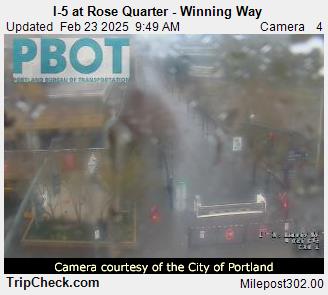 I-5 at Rose Quarter - Winning Way
Updated Feb 23 2025 9:49 AM Camera 4
PBOT
PORTLAND BUREAU OF TRANSPORTATION
Camera courtesy of the City of Portland
TripCheck.com Milepost302.00